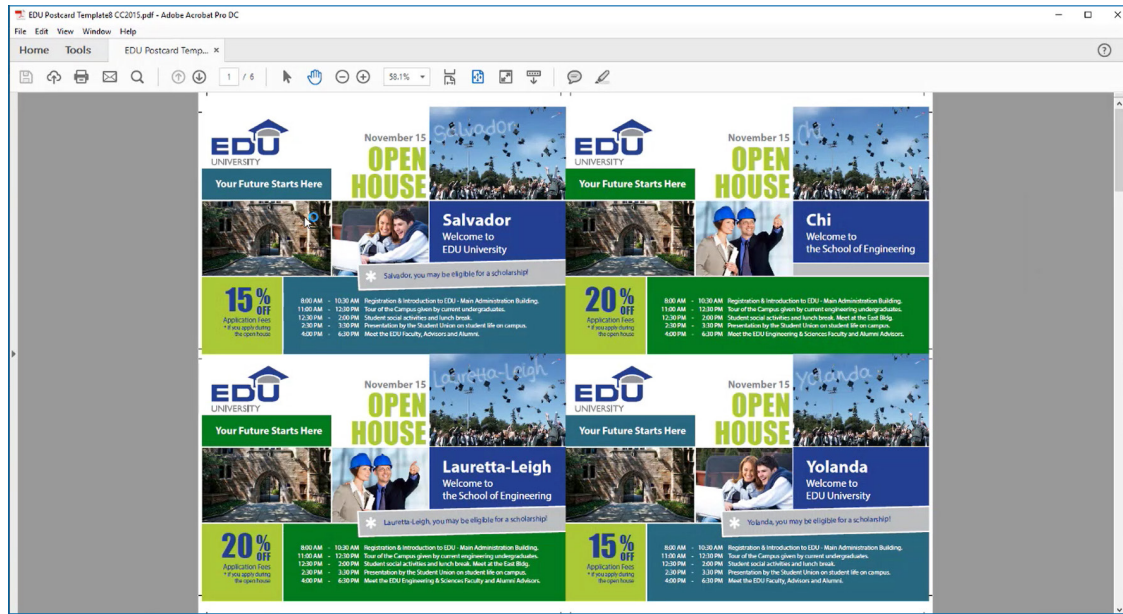 EDU Postcard Template8 CC2015.pdf - Adobe Acrobat Pro DC
File Edit View Window Help
Home Tools EDU Postcard Temp... ×
1 / 6 58.1%
EDU
UNIVERSITY
Your Future Starts Here
November 15
OPEN
HOUSE
Salvador
Salvador
Welcome to
EDU University
* Salvador, you may be eligible for a scholarship!
15% OFF
Application Fees
* if you apply during
the open house
8:00 AM - 10:30 AM Registration & Introduction to EDU - Main Administration Building.
11:00 AM - 12:30 PM Tour of the Campus given by current undergraduates.
12:30 PM - 2:00 PM Student social activities and lunch break.
2:30 PM - 3:30 PM Presentation by the Student Union on student life on campus.
4:00 PM - 6:30 PM Meet the EDU Faculty, Advisors and Alumni.
EDU
UNIVERSITY
Your Future Starts Here
November 15
OPEN
HOUSE
Chi
Chi
Welcome to
the School of Engineering
20% OFF
Application Fees
* if you apply during
the open house
8:00 AM - 10:30 AM Registration & Introduction to EDU - Main Administration Building.
11:00 AM - 12:30 PM Tour of the Campus given by current engineering undergraduates.
12:30 PM - 2:00 PM Student social activities and lunch break. Meet at the East Bldg.
2:30 PM - 3:30 PM Presentation by the Student Union on student life on campus.
4:00 PM - 6:30 PM Meet the EDU Engineering & Sciences Faculty and Alumni Advisors.
EDU
UNIVERSITY
Your Future Starts Here
November 15
OPEN
HOUSE
Lauretta-Leigh
Lauretta-Leigh
Welcome to
the School of Engineering
* Lauretta-Leigh, you may be eligible for a scholarship!
20% OFF
Application Fees
* if you apply during
the open house
8:00 AM - 10:30 AM Registration & Introduction to EDU - Main Administration Building.
11:00 AM - 12:30 PM Tour of the Campus given by current engineering undergraduates.
12:30 PM - 2:00 PM Student social activities and lunch break. Meet at the East Bldg.
2:30 PM - 3:30 PM Presentation by the Student Union on student life on campus.
4:00 PM - 6:30 PM Meet the EDU Engineering & Sciences Faculty and Alumni Advisors.
EDU
UNIVERSITY
Your Future Starts Here
November 15
OPEN
HOUSE
Yolanda
Yolanda
Welcome to
EDU University
* Yolanda, you may be eligible for a scholarship!
15% OFF
Application Fees
* if you apply during
the open house
8:00 AM - 10:30 AM Registration & Introduction to EDU - Main Administration Building.
11:00 AM - 12:30 PM Tour of the Campus given by current undergraduates.
12:30 PM - 2:00 PM Student social activities and lunch break.
2:30 PM - 3:30 PM Presentation by the Student Union on student life on campus.
4:00 PM - 6:30 PM Meet the EDU Faculty, Advisors and Alumni.